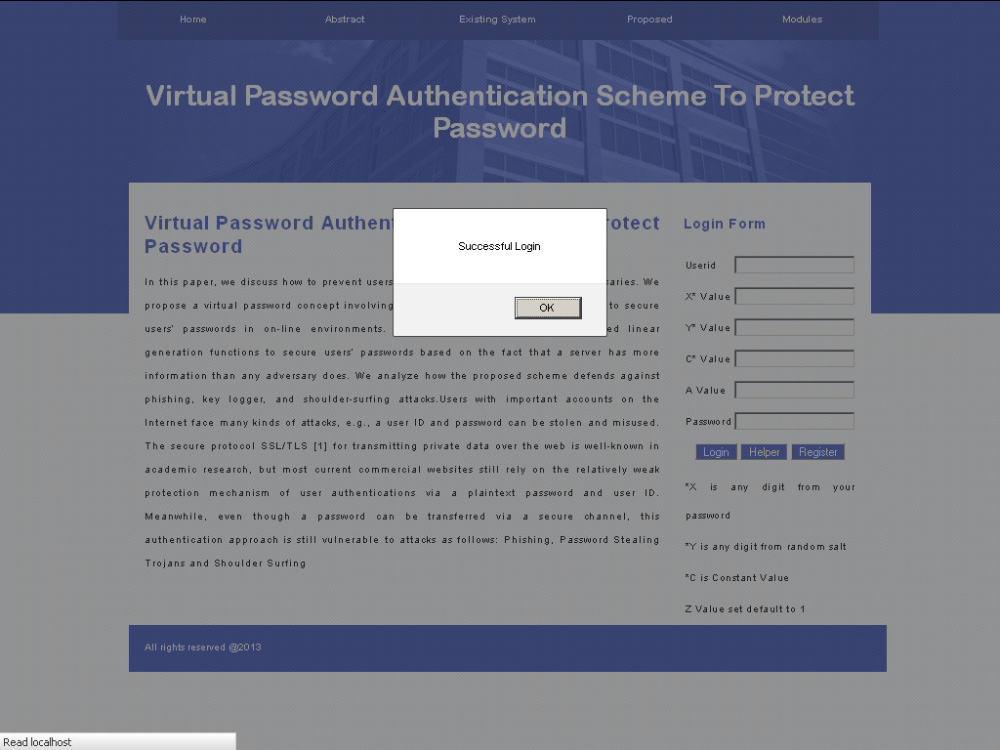 Home Abstract Existing System Proposed Modules
Virtual Password Authentication Scheme To Protect
Password
Virtual Password Authent rotect
Password
In this paper, we discuss how to prevent users saries. We
propose a virtual password concept involving to secure
users' passwords in on-line environments. ed linear
generation functions to secure users' passwords based on the fact that a server has more
information than any adversary does. We analyze how the proposed scheme defends against
phishing, key logger, and shoulder-surfing attacks.Users with important accounts on the
Internet face many kinds of attacks, e.g., a user ID and password can be stolen and misused.
The secure protocol SSL/TLS [1] for transmitting private data over the web is well-known in
academic research, but most current commercial websites still rely on the relatively weak
protection mechanism of user authentications via a plaintext password and user ID.
Meanwhile, even though a password can be transferred via a secure channel, this
authentication approach is still vulnerable to attacks as follows: Phishing, Password Stealing
Trojans and Shoulder Surfing
Successful Login
OK
Login Form
Userid
X* Value
Y* Value
C* Value
A Value
Password
Login Helper Register
*X is any digit from your
password
*Y is any digit from random salt
*C is Constant Value
Z Value set default to 1
All rights reserved @2013
Read localhost